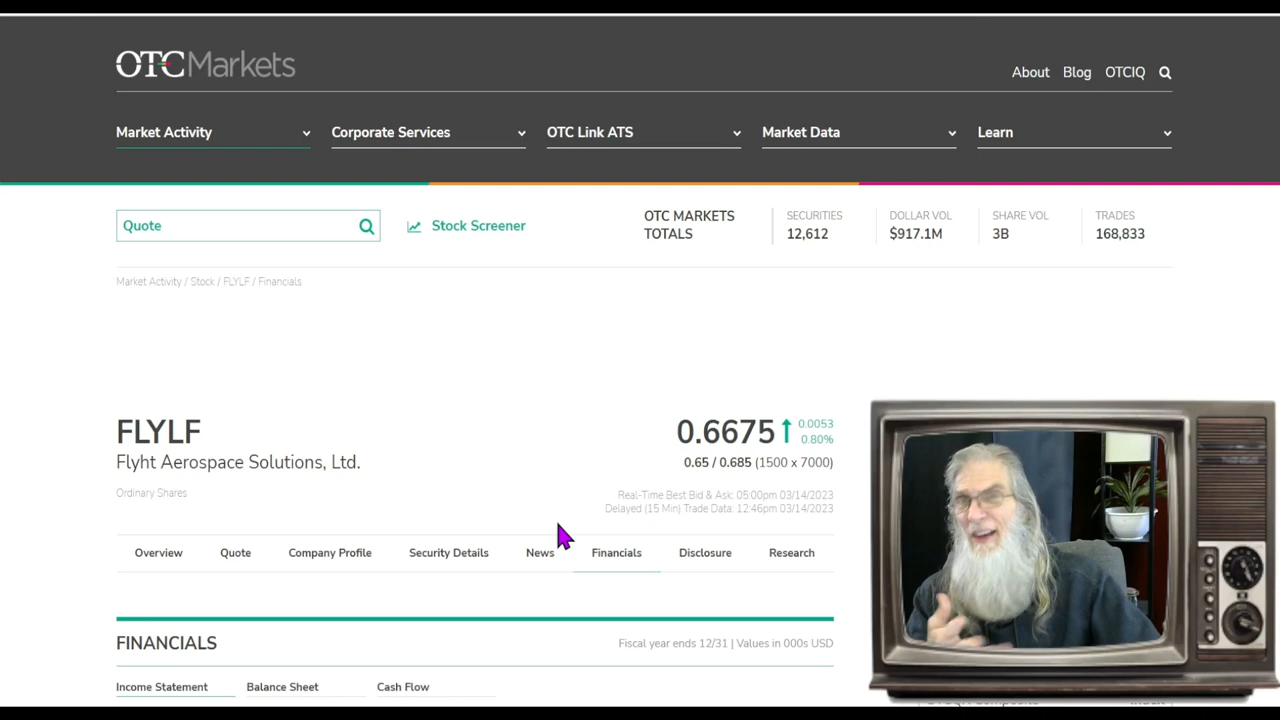 OTCMarkets
About Blog OTCIQ
Market Activity Corporate Services OTC Link ATS Market Data Learn
Quote
Stock Screener
OTC MARKETS
TOTALS
SECURITIES
12,612
DOLLAR VOL
$917.1M
SHARE VOL
3B
TRADES
168,833
Market Activity / Stock / FLYLF / Financials
FLYLF
Flyht Aerospace Solutions, Ltd.
Ordinary Shares
0.6675 0.0053
0.80%
0.65 / 0.685 (1500 x 7000)
Real-Time Best Bid & Ask: 05:00pm 03/14/2023
Delayed (15 Min) Trade Data: 12:46pm 03/14/2023
Overview Quote Company Profile Security Details News Financials Disclosure Research
FINANCIALS
Fiscal year ends 12/31 | Values in 000s USD
Income Statement Balance Sheet Cash Flow